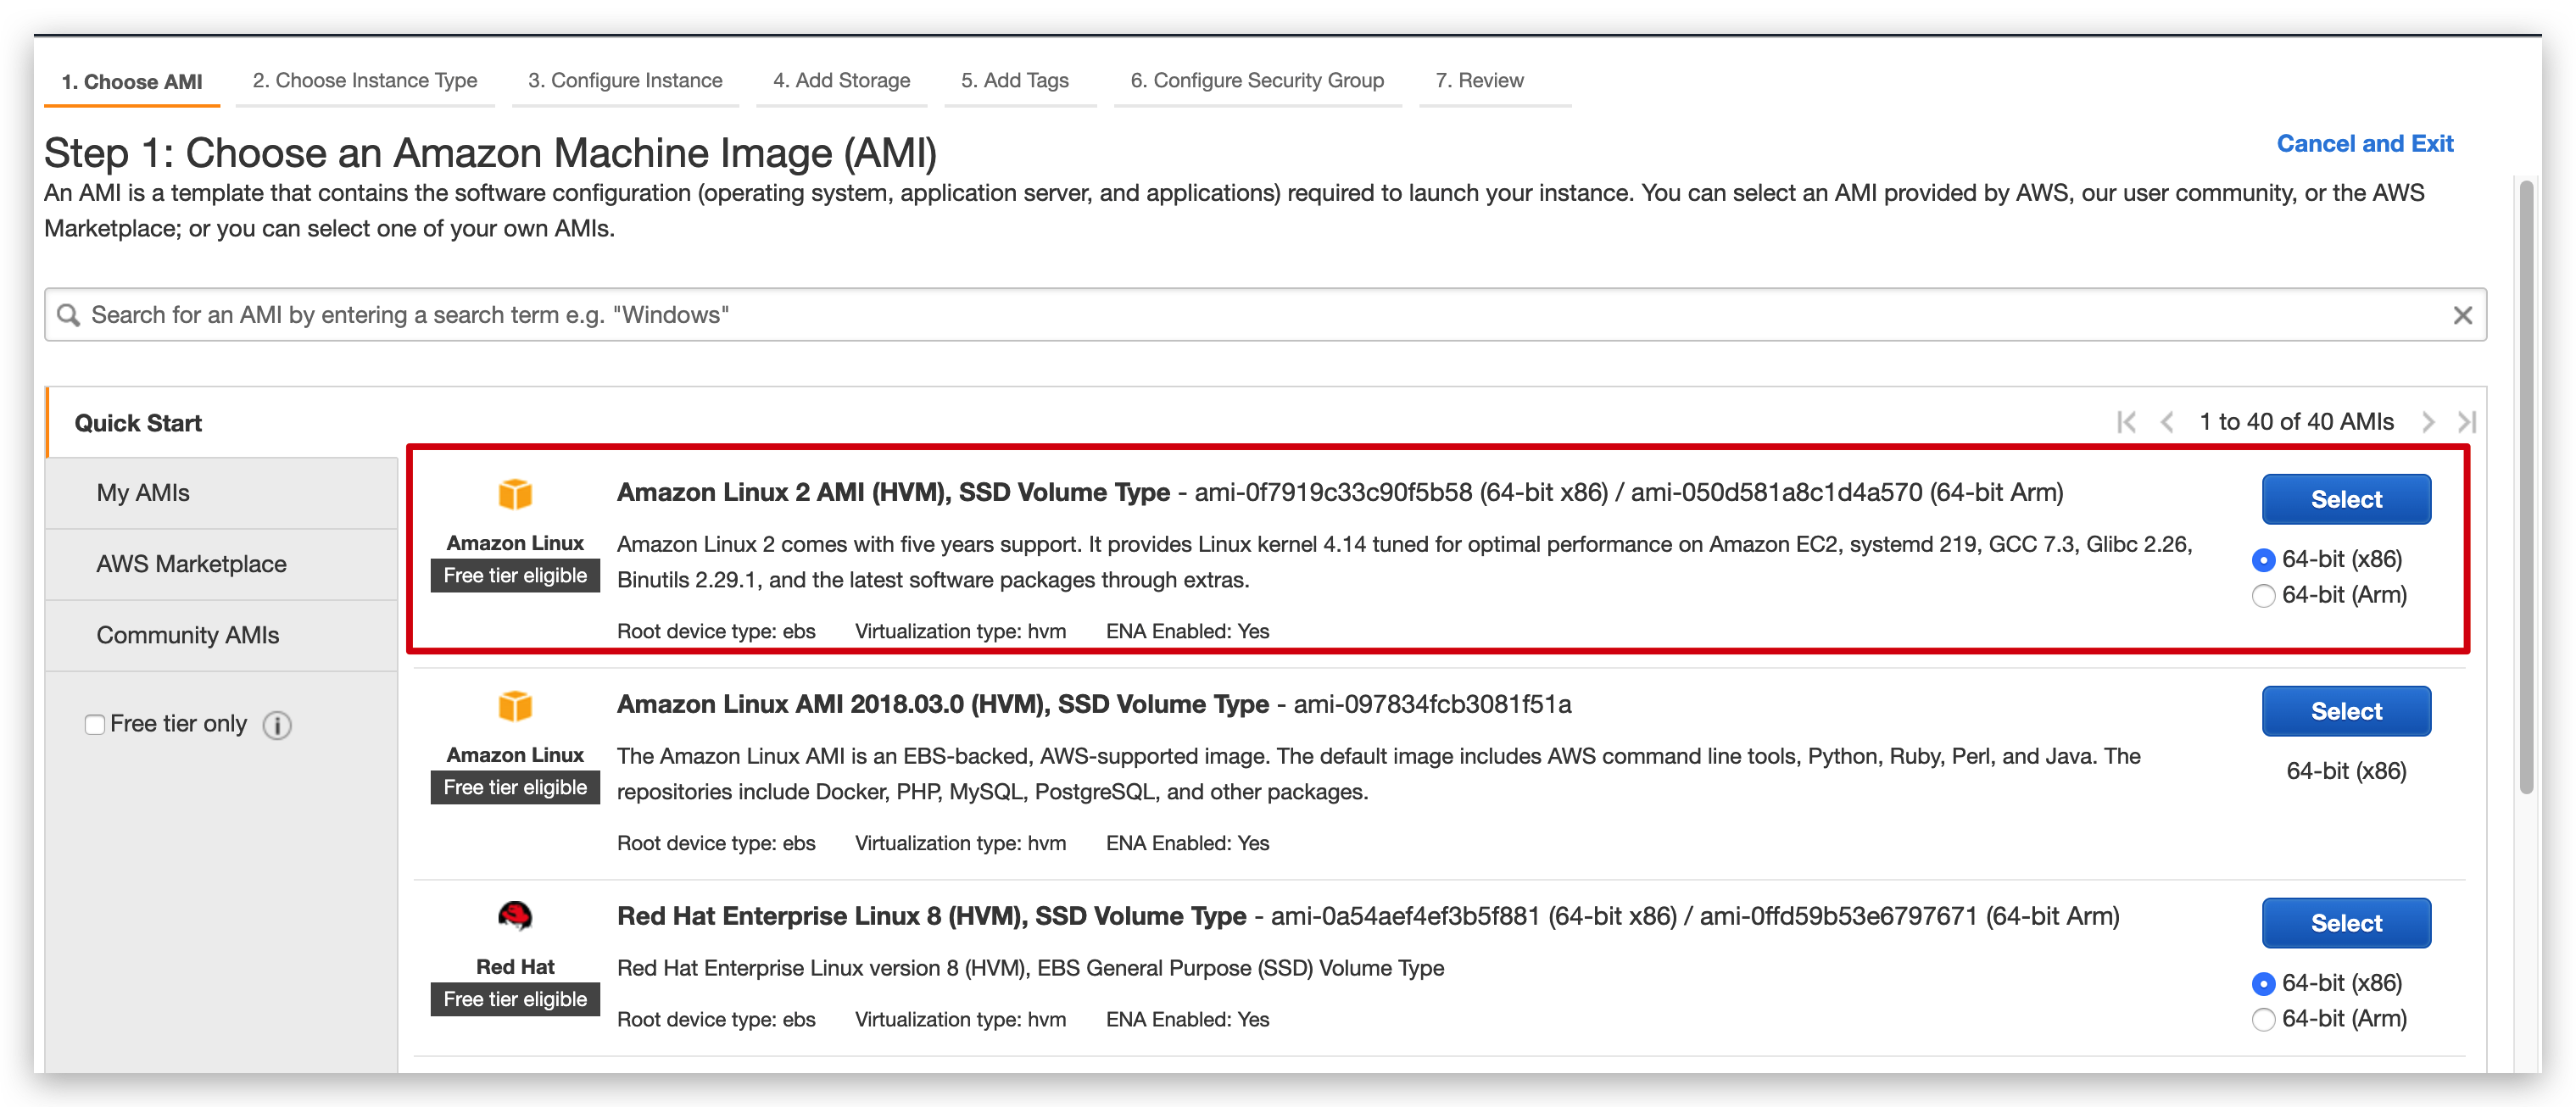 1. Choose AMI 2. Choose Instance Type 3. Configure Instance 4. Add Storage 5. Add Tags 6. Configure Security Group 7. Review
Step 1: Choose an Amazon Machine Image (AMI)
Cancel and Exit
An AMI is a template that contains the software configuration (operating system, application server, and applications) required to launch your instance. You can select an AMI provided by AWS, our user community, or the AWS
Marketplace; or you can select one of your own AMIs.
Search for an AMI by entering a search term e.g. "Windows"
Quick Start
My AMIs
AWS Marketplace
Community AMIs
Free tier only
1 to 40 of 40 AMIs
Amazon Linux
Free tier eligible
Amazon Linux 2 AMI (HVM), SSD Volume Type - ami-0f7919c33c90f5b58 (64-bit x86) / ami-050d581a8c1d4a570 (64-bit Arm)
Amazon Linux 2 comes with five years support. It provides Linux kernel 4.14 tuned for optimal performance on Amazon EC2, systemd 219, GCC 7.3, Glibc 2.26,
Binutils 2.29.1, and the latest software packages through extras.
Root device type: ebs Virtualization type: hvm ENA Enabled: Yes
Select
64-bit (x86)
64-bit (Arm)
Amazon Linux
Free tier eligible
Amazon Linux AMI 2018.03.0 (HVM), SSD Volume Type - ami-097834fcb3081f51a
The Amazon Linux AMI is an EBS-backed, AWS-supported image. The default image includes AWS command line tools, Python, Ruby, Perl, and Java. The
repositories include Docker, PHP, MySQL, PostgreSQL, and other packages.
Root device type: ebs Virtualization type: hvm ENA Enabled: Yes
Select
64-bit (x86)
Red Hat
Free tier eligible
Red Hat Enterprise Linux 8 (HVM), SSD Volume Type - ami-0a54aef4ef3b5f881 (64-bit x86) / ami-0ffd59b53e6797671 (64-bit Arm)
Red Hat Enterprise Linux version 8 (HVM), EBS General Purpose (SSD) Volume Type
Root device type: ebs Virtualization type: hvm ENA Enabled: Yes
Select
64-bit (x86)
64-bit (Arm)